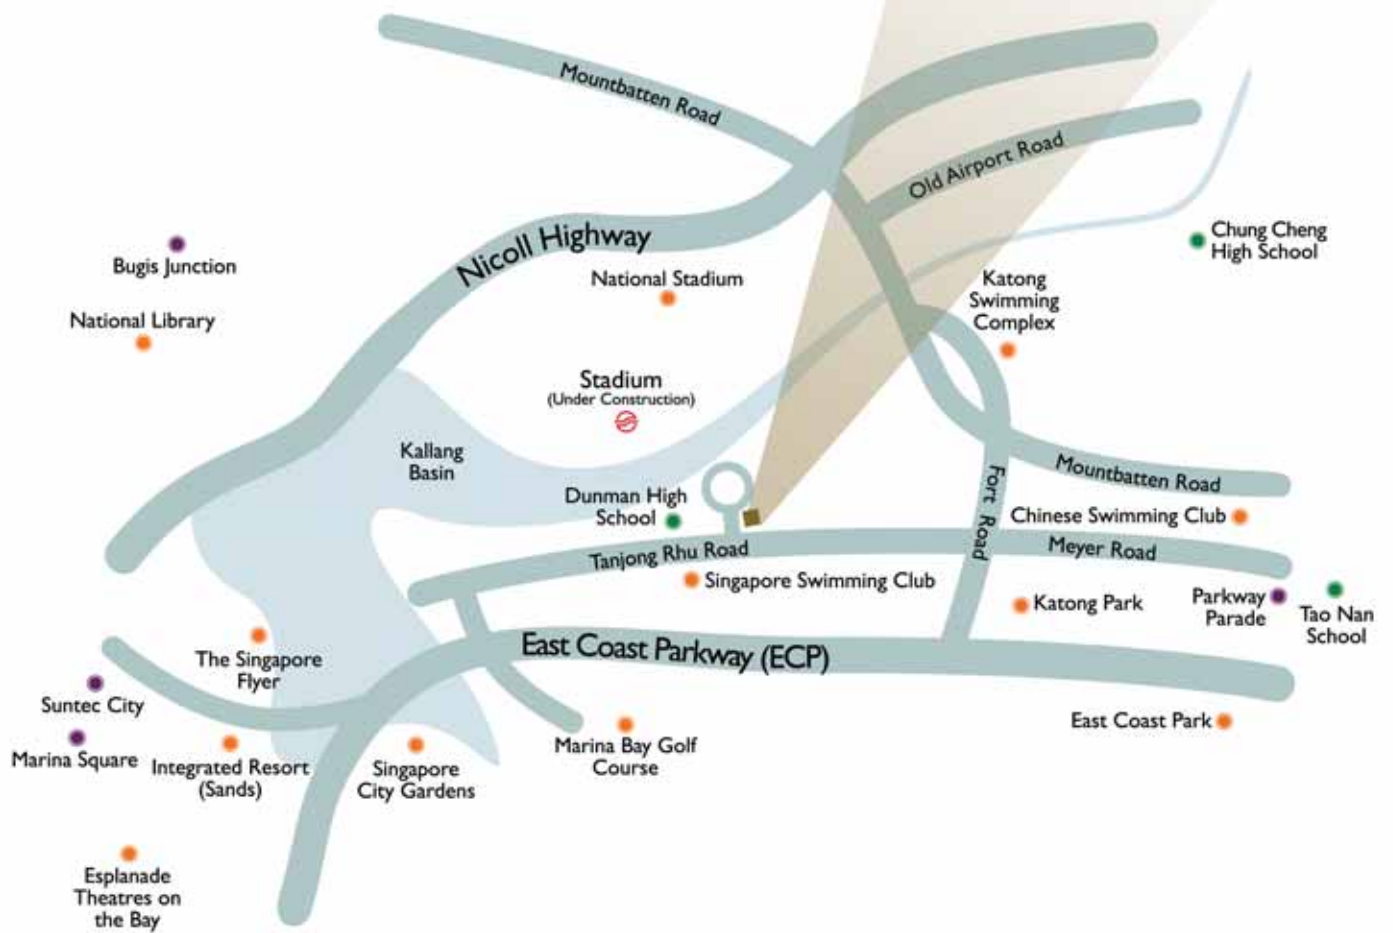 Mountbatten Road
Old Airport Road
Nicoll Highway
Chung Cheng
High School
Bugis Junction
National Stadium
Katong
Swimming
Complex
National Library
Stadium
(Under Construction)
Kallang
Basin
Mountbatten Road
Fort Road
Dunman High
School
Chinese Swimming Club
Tanjong Rhu Road
Meyer Road
Singapore Swimming Club
Katong Park
Parkway
Parade
Tao Nan
School
East Coast Parkway (ECP)
The Singapore
Flyer
Suntec City
East Coast Park
Marina Square
Integrated Resort
(Sands)
Singapore
City Gardens
Marina Bay Golf
Course
Esplanade
Theatres on
the Bay